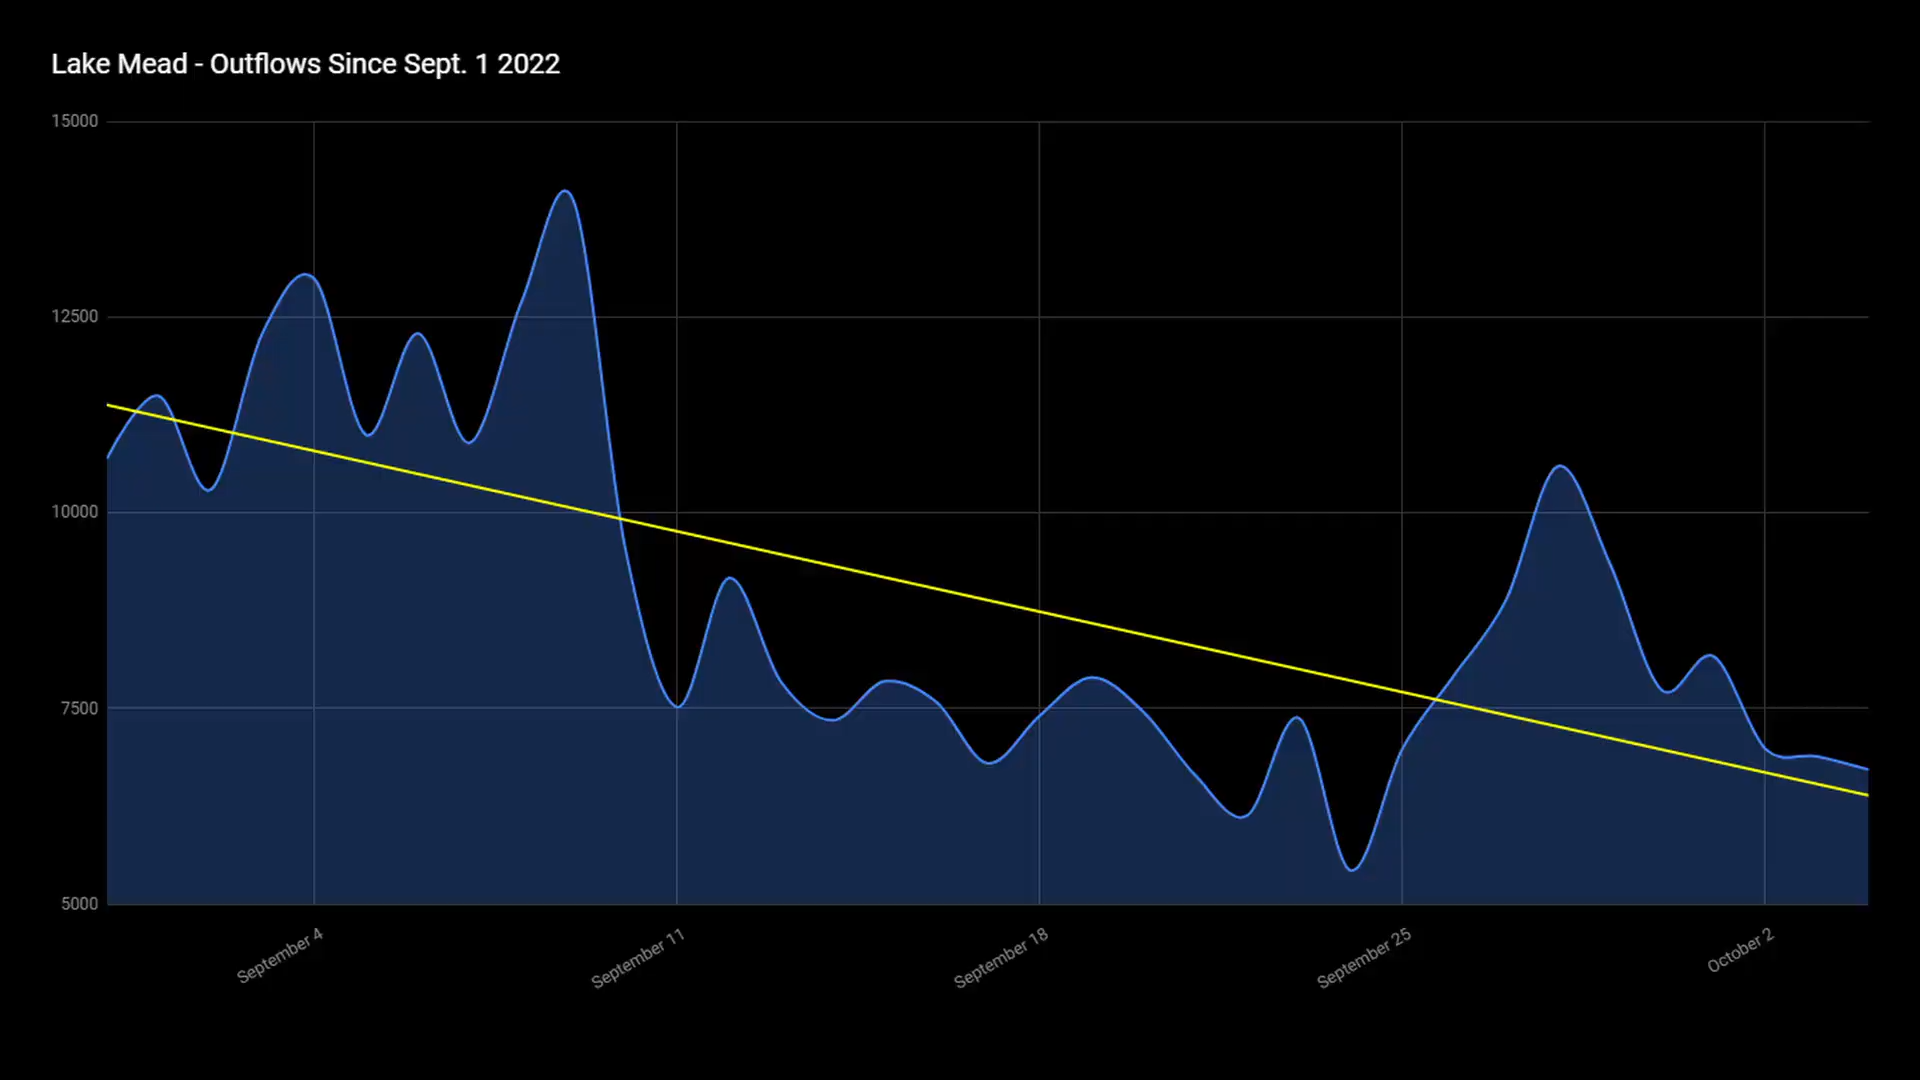 Lake Mead - Outflows Since Sept. 1 2022
15000
12500
10000
7500
5000
September 4
September 11
September 18
September 25
October 2